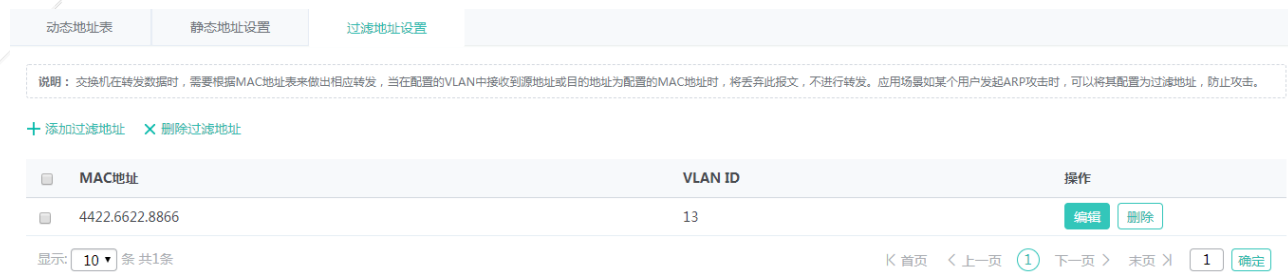 动态地址表 静态地址设置 过滤地址设置
说明：交换机在转发数据时，需要根据MAC地址表来做出相应转发，当在配置的VLAN中接收到源地址或目的地址为配置的MAC地址时，将丢弃此报文，不进行转发。应用场景如某个用户发起ARP攻击时，可以将其配置为过滤地址，防止攻击。
添加过滤地址 删除过滤地址
MAC地址 VLAN ID 操作
4422.6622.8866 13 编辑 删除
显示: 10 条 共1条 首页 上一页 1 下一页 末页 1 确定